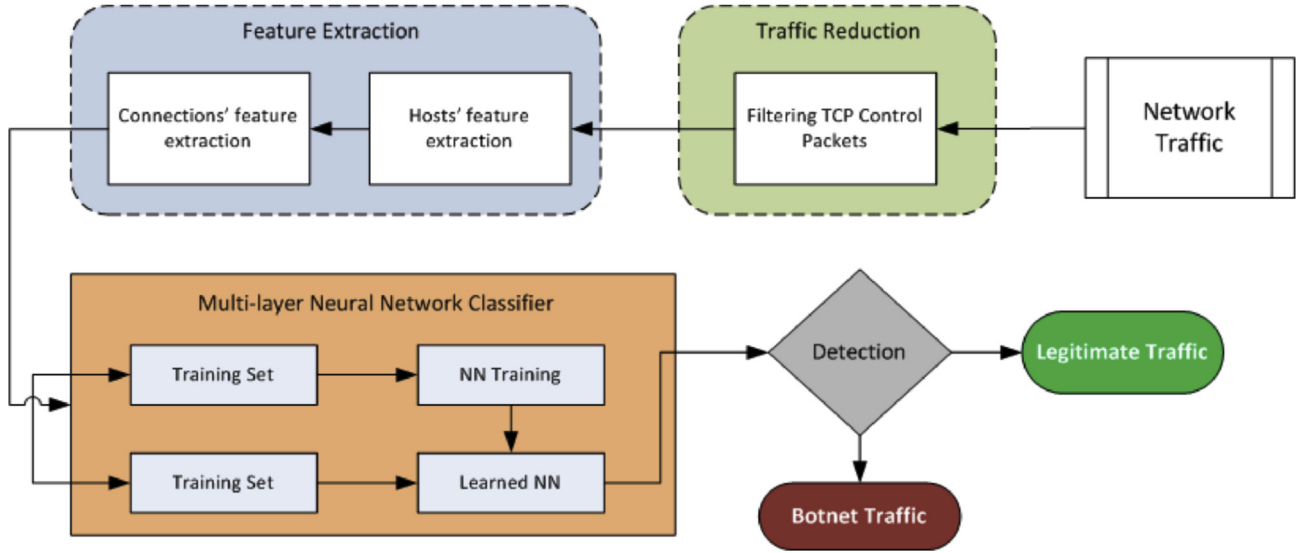 Feature Extraction
Traffic Reduction
Connections' feature
extraction
Hosts' feature
extraction
Filtering TCP Control
Packets
Network
Traffic
Multi-layer Neural Network Classifier
Training Set
NN Training
Detection
Legitimate Traffic
Training Set
Learned NN
Botnet Traffic